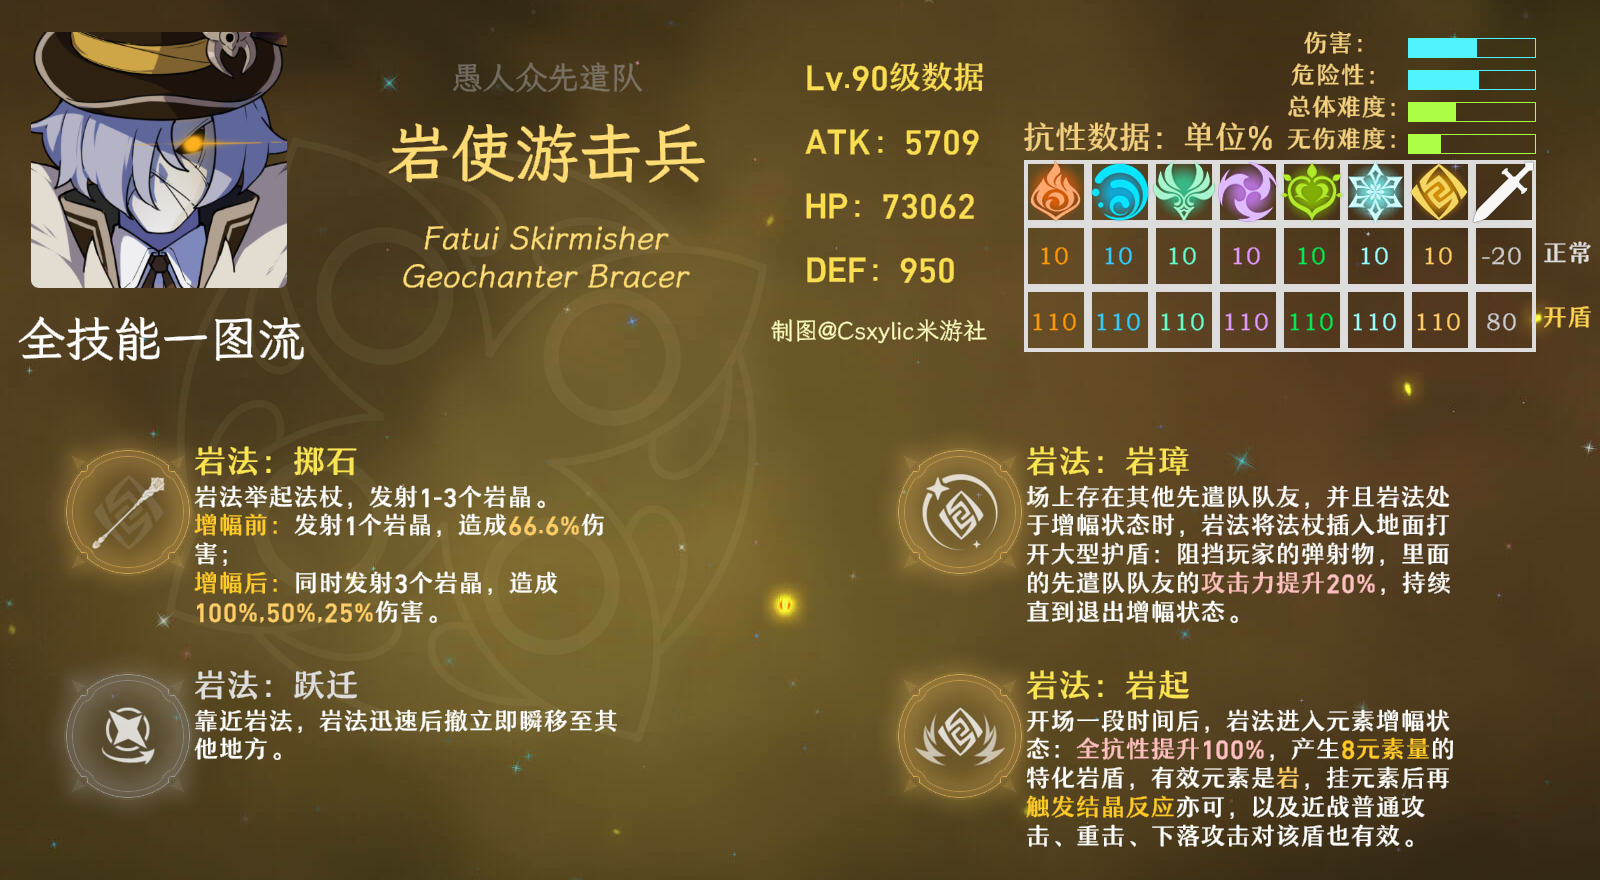 愚人众先遣队
岩使游击兵
Fatui Skirmisher
Geochanter Bracer
全技能一图流
Lv.90级数据
ATK：5709
HP：73062
DEF：950
制图@Csxylic米游社
伤害：
危险性：
总体难度：
无伤难度：
抗性数据：单位%
10 10 10 10 10 10 10 -20 正常
110 110 110 110 110 110 110 80 开盾
岩法：掷石
岩法举起法杖，发射1-3个岩晶。
增幅前：发射1个岩晶，造成66.6%伤
害；
增幅后：同时发射3个岩晶，造成
100%,50%,25%伤害。
岩法：跃迁
靠近岩法，岩法迅速后撤立即瞬移至其
他地方。
岩法：岩璋
场上存在其他先遣队队友，并且岩法处
于增幅状态时，岩法将法杖插入地面打
开大型护盾：阻挡玩家的弹射物，里面
的先遣队队友的攻击力提升20%，持续
直到退出增幅状态。
岩法：岩起
开场一段时间后，岩法进入元素增幅状
态：全抗性提升100%，产生8元素量的
特化岩盾，有效元素是岩，挂元素后再
触发结晶反应亦可，以及近战普通攻
击、重击、下落攻击对该盾也有效。